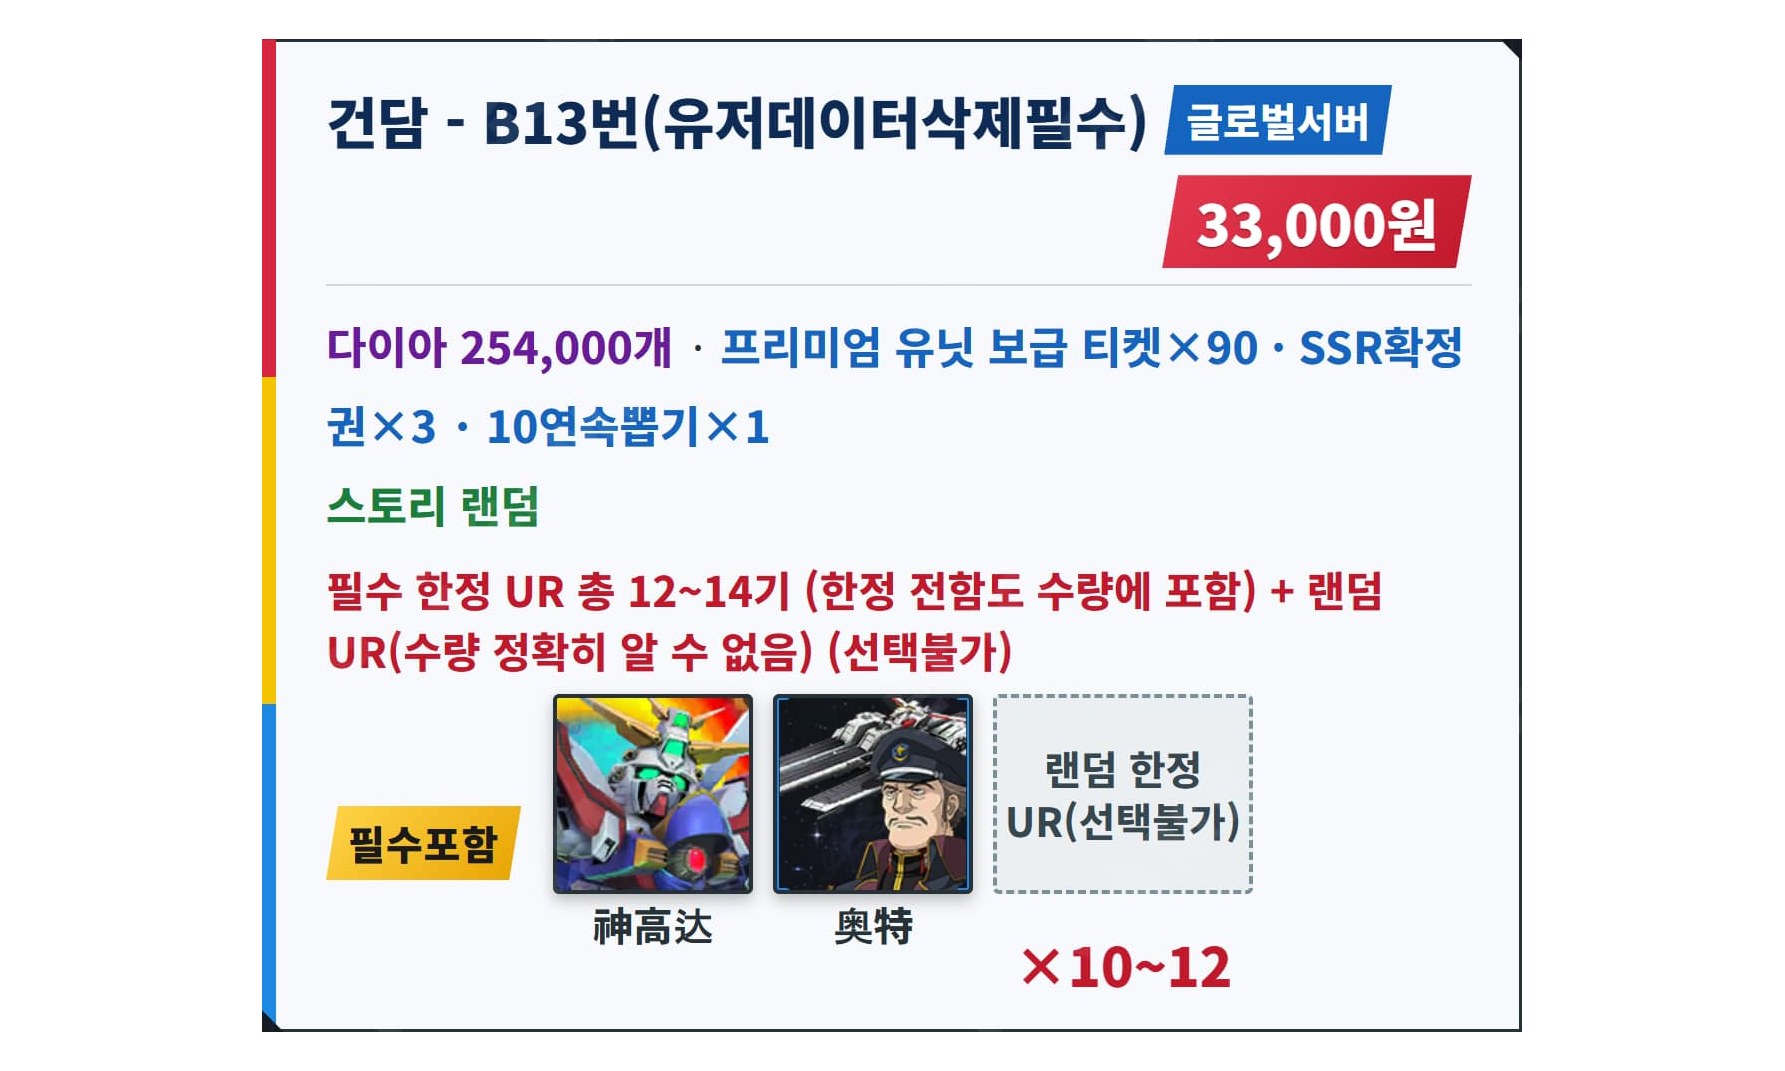 건담 - B13번(유저데이터삭제필수) 글로벌서버
33,000원
다이아 254,000개 · 프리미엄 유닛 보급 티켓×90 · SSR확정
권×3 · 10연속뽑기×1
스토리 랜덤
필수 한정 UR 총 12~14기 (한정 전함도 수량에 포함) + 랜덤
UR(수량 정확히 알 수 없음) (선택불가)
필수포함
神高达
奥特
랜덤 한정
UR(선택불가)
×10~12